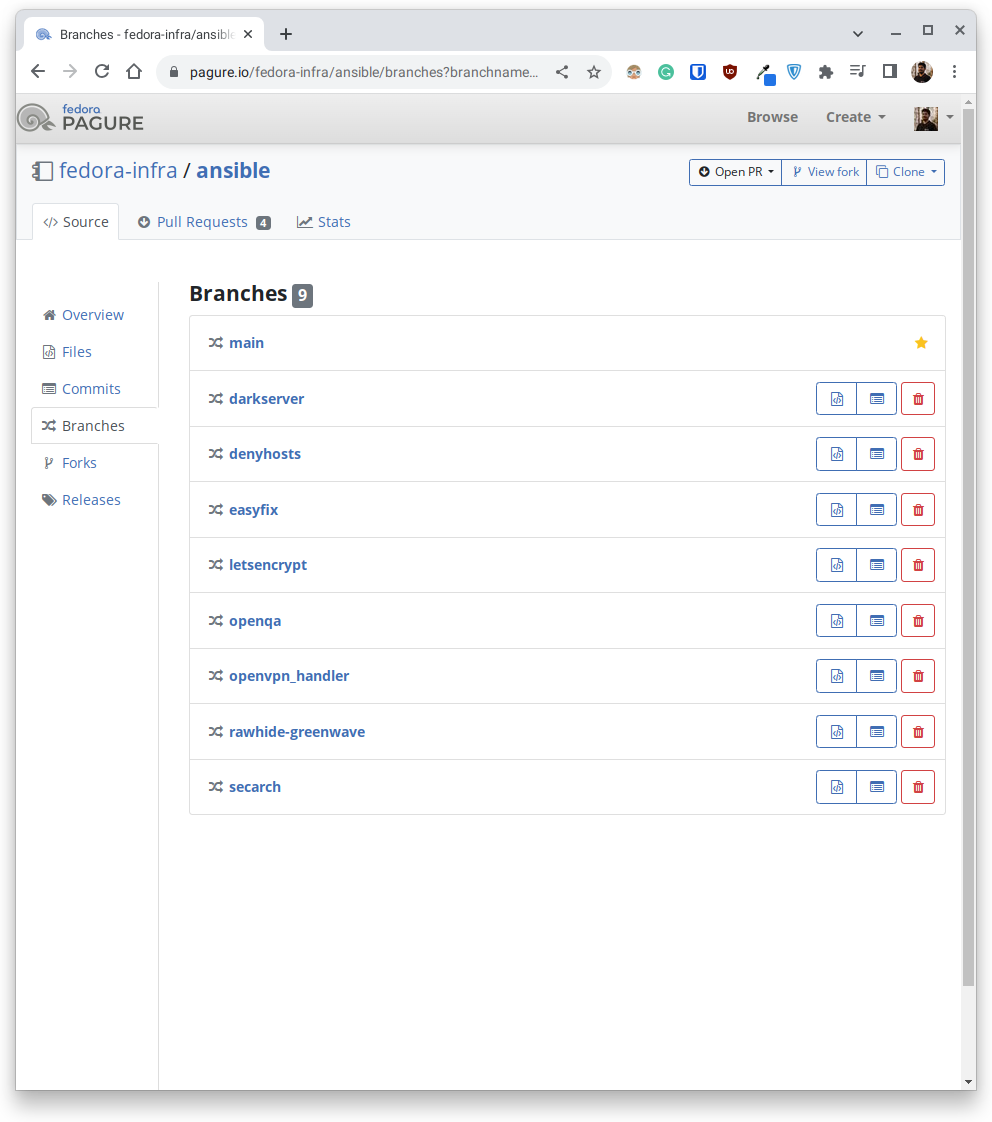 Branches - fedora-infra/ansible
pagure.io/fedora-infra/ansible/branches?branchname...
fedora
PAGURE
Browse
Create
fedora-infra / ansible
Open PR
View fork
Clone
Source
Pull Requests 4
Stats
Overview
Files
Commits
Branches
Forks
Releases
Branches 9
main
darkserver
denyhosts
easyfix
letsencrypt
openqa
openvpn_handler
rawhide-greenwave
secarch